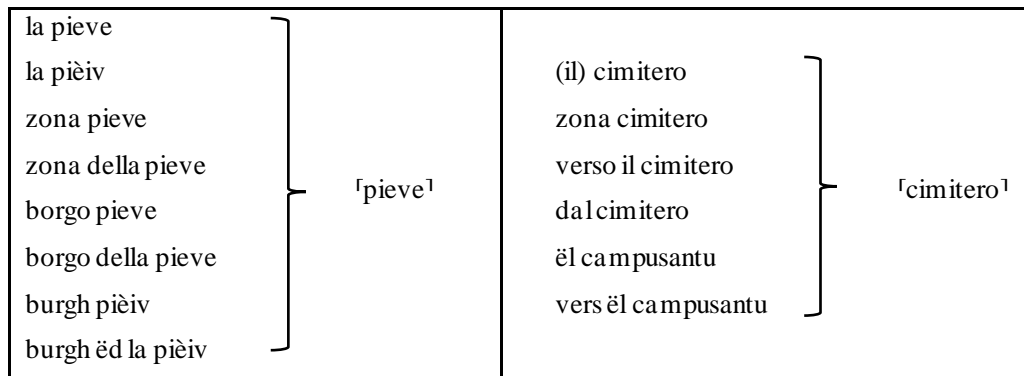 la pieve
la pièiv
zona pieve
zona della pieve
borgo pieve
borgo della pieve
burgh pièiv
burgh ëd la pièiv
⸢pieve⸣
(il) cimitero
zona cimitero
verso il cimitero
dal cimitero
ël campusantu
vers ël campusantu
⸢cimitero⸣